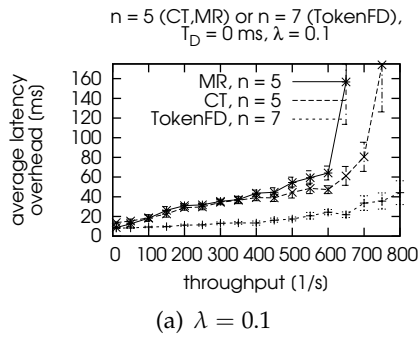 n = 5 (CT,MR) or n = 7 (TokenFD),
T_D = 0 ms, λ = 0.1
average latency
overhead (ms)
160
140
120
100
80
60
40
20
0
MR, n = 5
CT, n = 5
TokenFD, n = 7
0 100 200 300 400 500 600 700 800
throughput (1/s)
(a) λ = 0.1